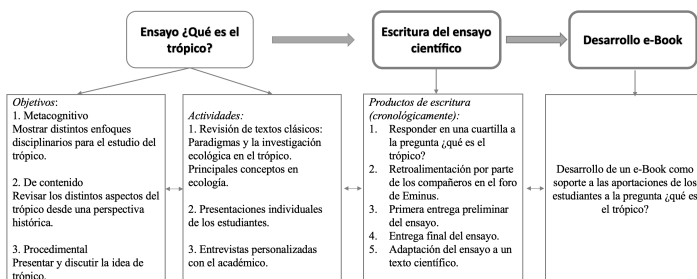 Ensayo ¿Qué es el
trópico?
Escritura del ensayo
científico
Desarrollo e-Book
Objetivos:
1. Metacognitivo
Mostrar distintos enfoques
disciplinarios para el estudio del
trópico.
2. De contenido
Revisar los distintos aspectos del
trópico desde una perspectiva
histórica.
3. Procedimental
Presentar y discutir la idea de
trópico.
Actividades:
1. Revisión de textos clásicos:
Paradigmas y la investigación
ecológica en el trópico.
Principales conceptos en
ecología.
2. Presentaciones individuales
de los estudiantes.
3. Entrevistas personalizadas
con el académico.
Productos de escritura
(cronológicamente):
1. Responder en una cuartilla a
la pregunta ¿qué es el
trópico?
2. Retroalimentación por parte
de los compañeros en el foro
de Eminus.
3. Primera entrega preliminar
del ensayo.
4. Entrega final del ensayo.
5. Adaptación del ensayo a un
texto científico.
Desarrollo de un e-Book como
soporte a las aportaciones de los
estudiantes a la pregunta ¿qué es
el trópico?